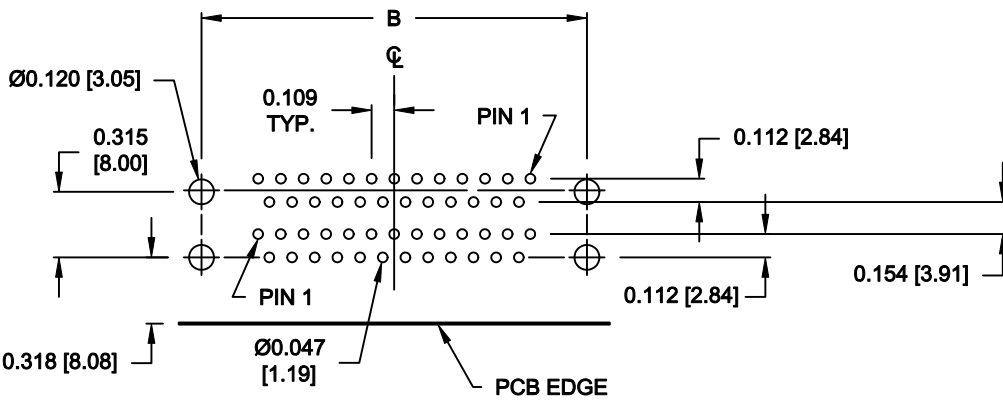 B
℄
Ø0.120 [3.05]
0.109
TYP.
PIN 1
0.315
[8.00]
0.112 [2.84]
0.154 [3.91]
PIN 1
0.112 [2.84]
0.318 [8.08]
Ø0.047
[1.19]
PCB EDGE